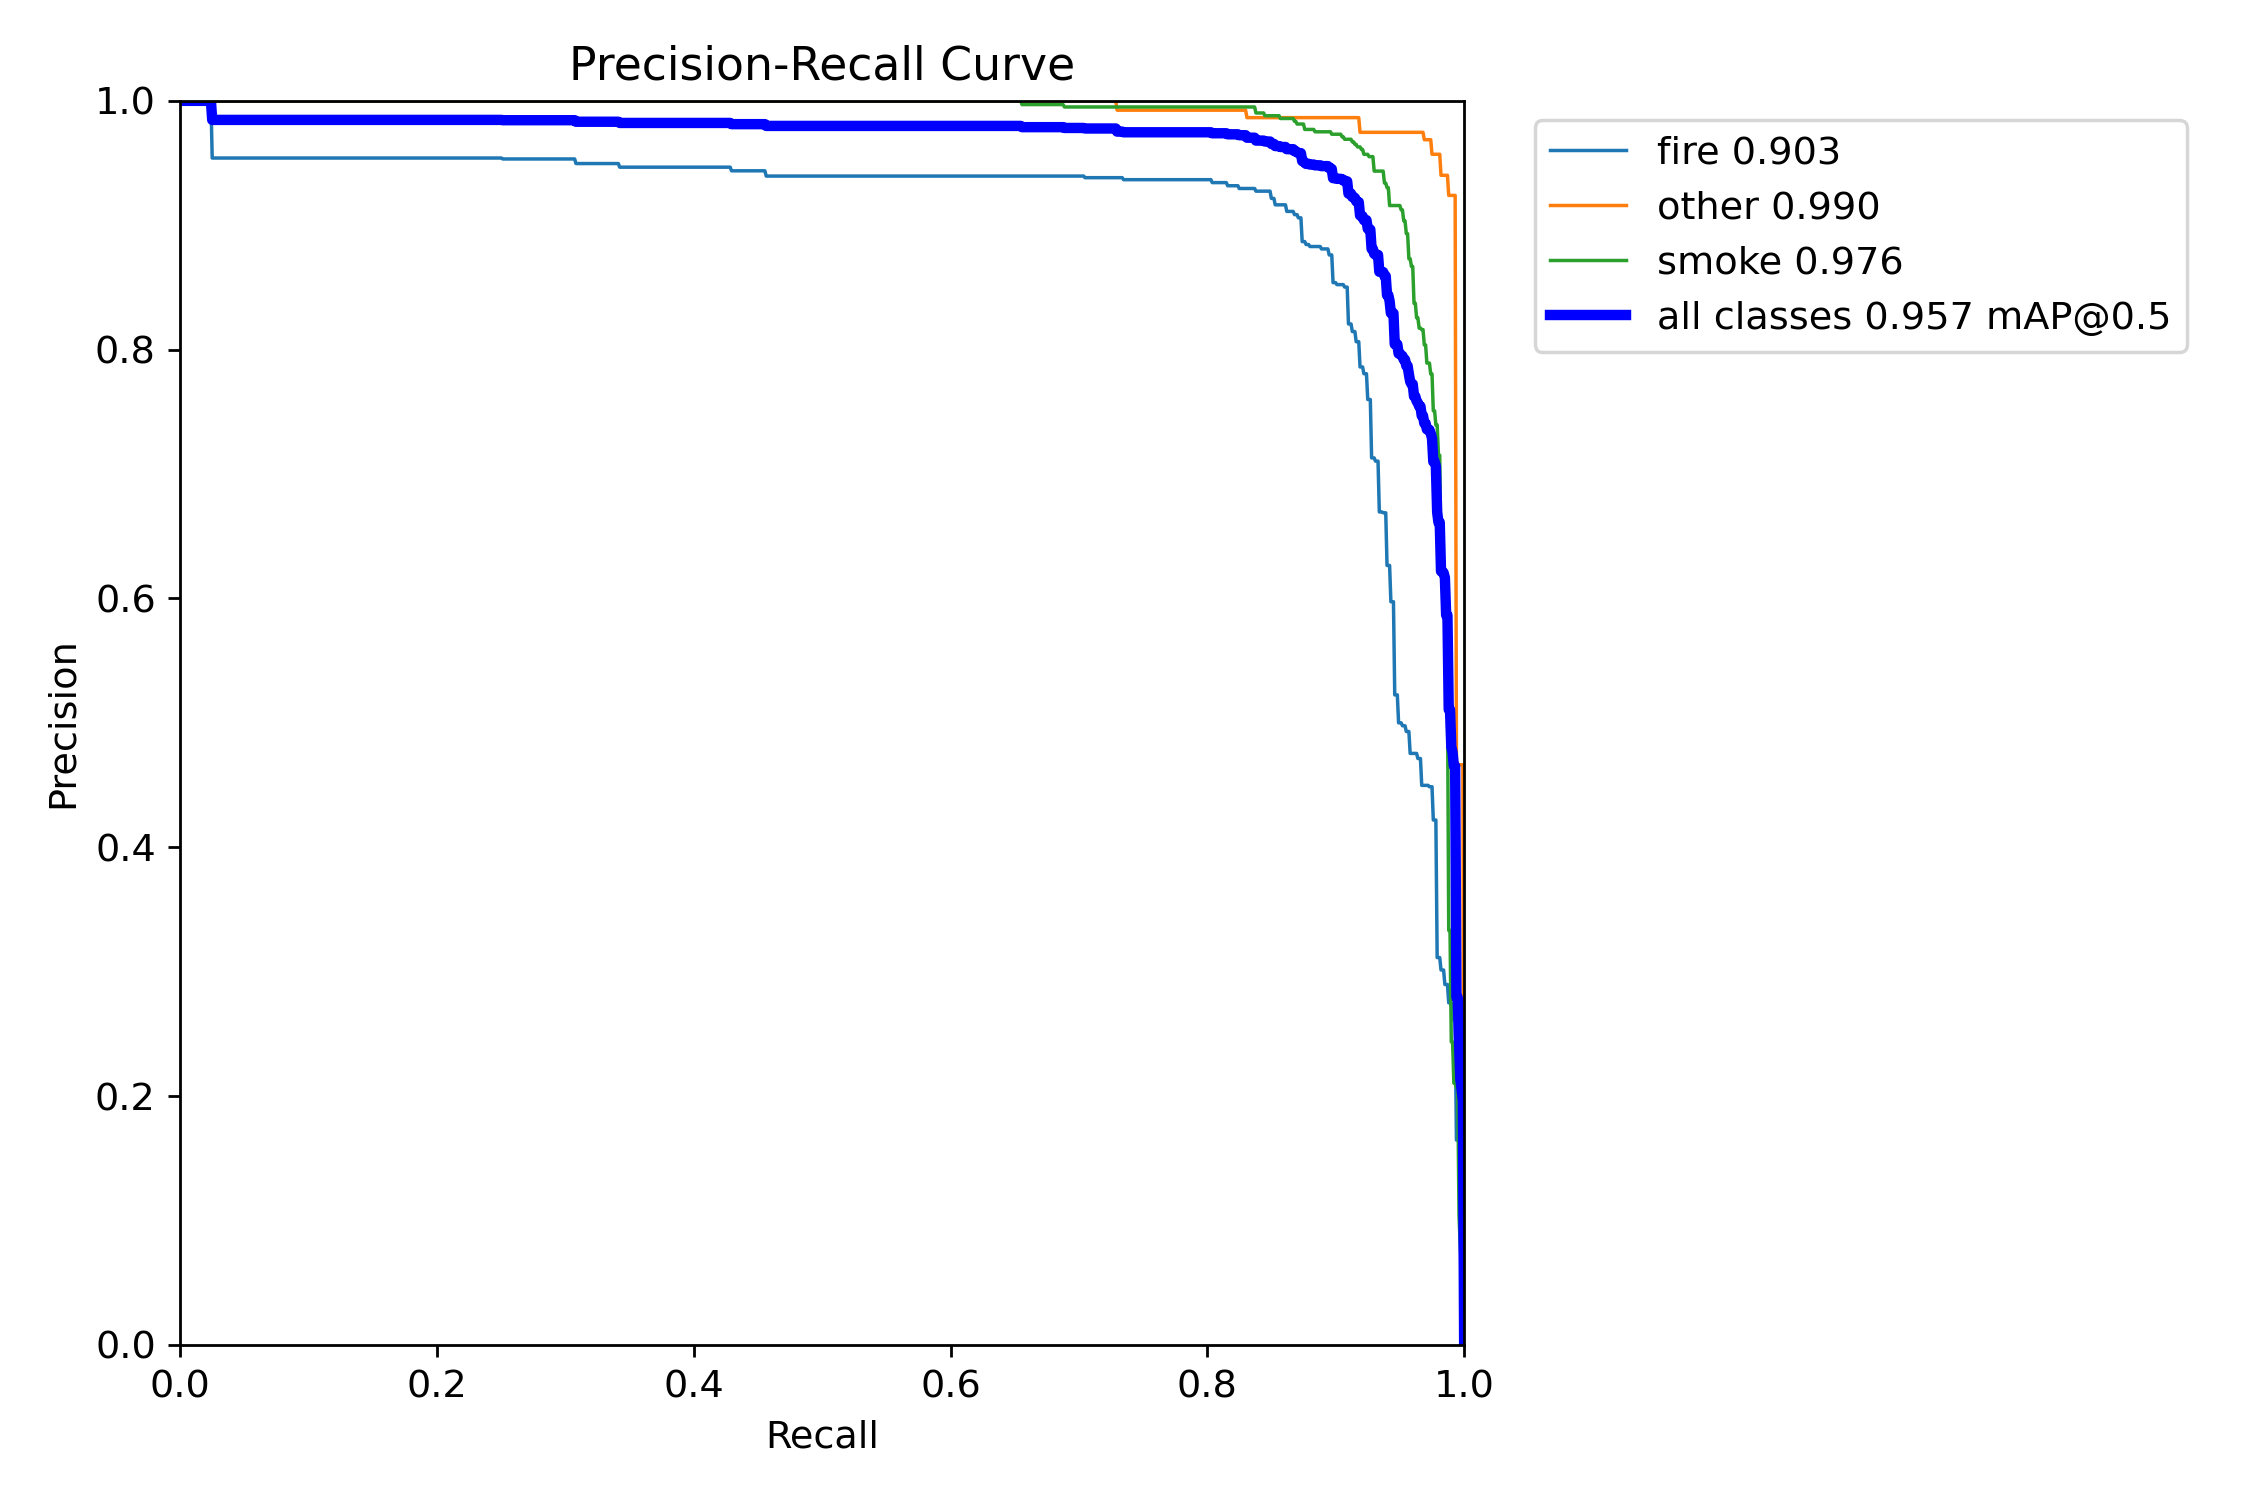 Precision-Recall Curve
1.0
0.8
0.6
0.4
0.2
0.0
Precision
0.0 0.2 0.4 0.6 0.8 1.0
Recall
fire 0.903
other 0.990
smoke 0.976
all classes 0.957 mAP@0.5